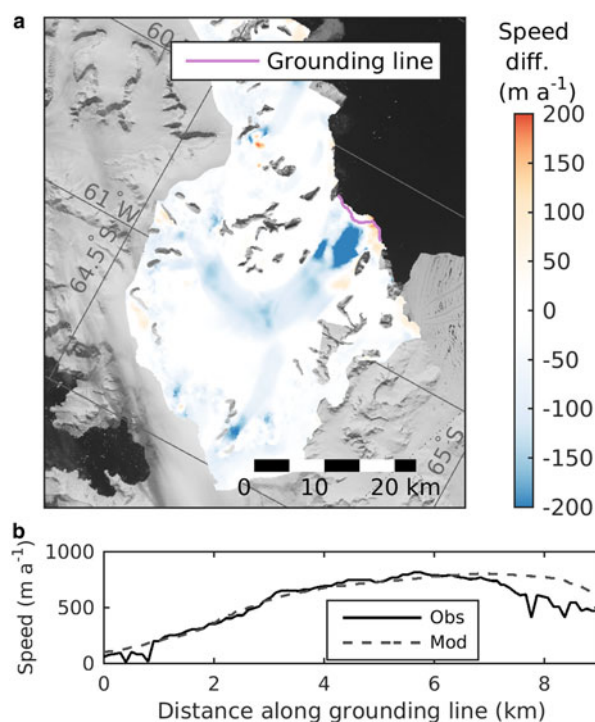 a
Grounding line
Speed
diff.
(m a⁻¹)
60
61°W
64.5°S
65°S
0 10 20 km
200
150
100
50
0
-50
-100
-150
-200
b
Speed (m a⁻¹)
1000
500
0
Obs
Mod
0 2 4 6 8
Distance along grounding line (km)